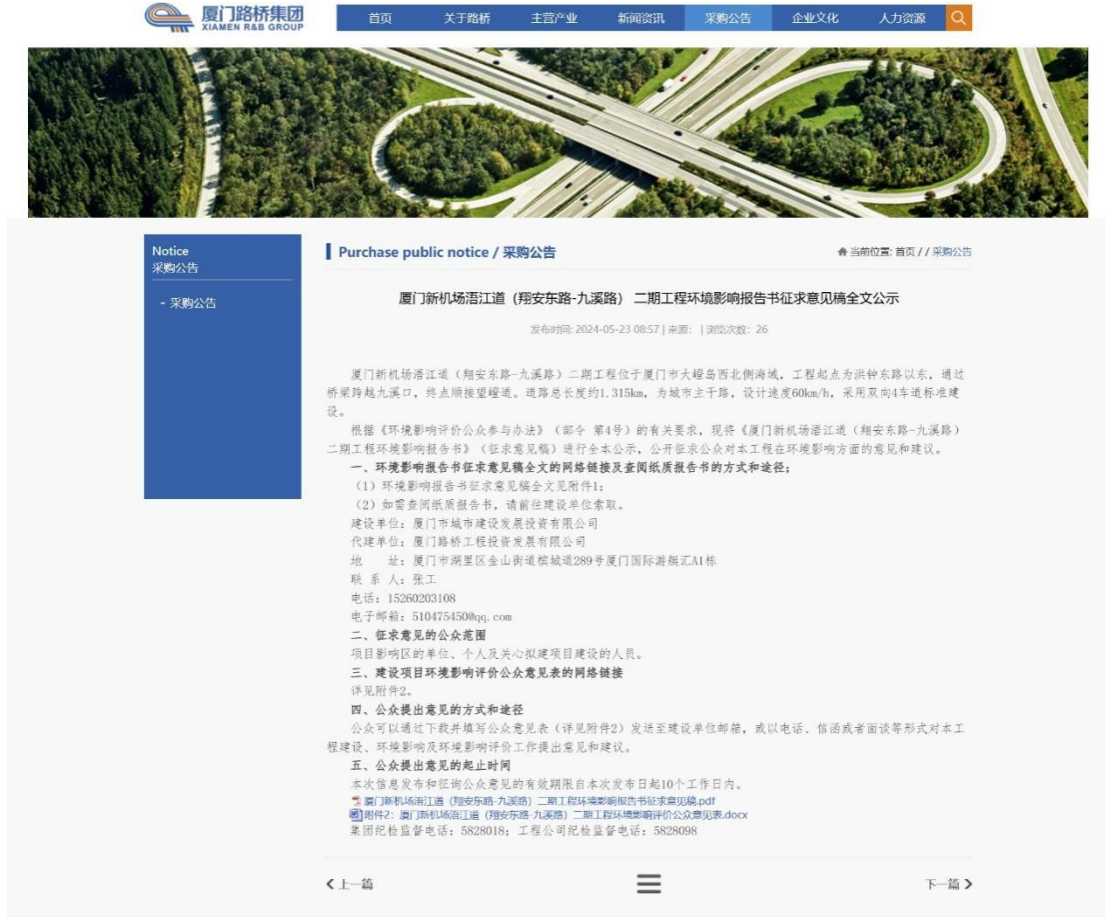 厦门路桥集团
XIAMEN R&B GROUP
首页 关于路桥 主营产业 新闻资讯 采购公告 企业文化 人力资源
Notice
采购公告
- 采购公告
Purchase public notice / 采购公告
当前位置: 首页 / / 采购公告
厦门新机场浯江道（翔安东路-九溪路） 二期工程环境影响报告书征求意见稿全文公示
发布时间: 2024-05-23 08:57 | 来源: | 浏览次数: 26
厦门新机场浯江道（翔安东路-九溪路）二期工程位于厦门市大嶝岛西北侧海域，工程起点为洪钟东路以东，通过
桥梁跨越九溪口，终点顺接望嶝道。道路总长度约1.315km，为城市主干路，设计速度60km/h，采用双向4车道标准建
设。
根据《环境影响评价公众参与办法》（部令 第4号）的有关要求，现将《厦门新机场浯江道（翔安东路-九溪路）
二期工程环境影响报告书》（征求意见稿）进行全本公示，公开征求公众对本工程在环境影响方面的意见和建议。
一、环境影响报告书征求意见稿全文的网络链接及查阅纸质报告书的方式和途径；
（1）环境影响报告书征求意见稿全文见附件1；
（2）如需查阅纸质报告书，请前往建设单位索取。
建设单位：厦门市城市建设发展投资有限公司
代建单位：厦门路桥工程投资发展有限公司
地 址：厦门市湖里区金山街道槟城道289号厦门国际游艇汇A1栋
联 系 人：张工
电话：15260203108
电子邮箱：510475450@qq.com
二、征求意见的公众范围
项目影响区的单位、个人及关心拟建项目建设的人员。
三、建设项目环境影响评价公众意见表的网络链接
详见附件2。
四、公众提出意见的方式和途径
公众可以通过下载并填写公众意见表（详见附件2）发送至建设单位邮箱，或以电话、信函或者面谈等形式对本工
程建设、环境影响及环境影响评价工作提出意见和建议。
五、公众提出意见的起止时间
本次信息发布和征询公众意见的有效期限自本次发布日起10个工作日内。
厦门新机场浯江道（翔安东路-九溪路）二期工程环境影响报告书征求意见稿.pdf
附件2：厦门新机场浯江道（翔安东路-九溪路）二期工程环境影响评价公众意见表.docx
集团纪检监督电话：5828018；工程公司纪检监督电话：5828098
上一篇
下一篇